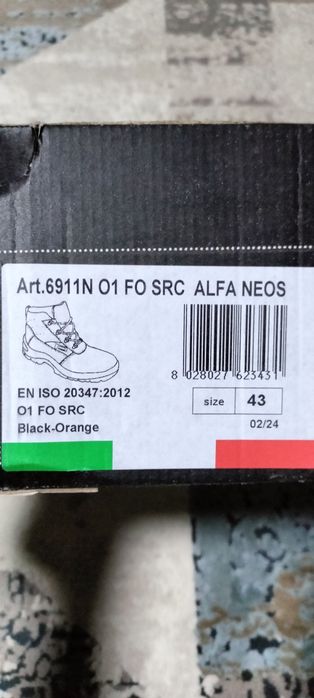 Art.6911N O1 FO SRC ALFA NEOS
8 028027 623431
EN ISO 20347:2012
O1 FO SRC
Black-Orange
size 43
02/24